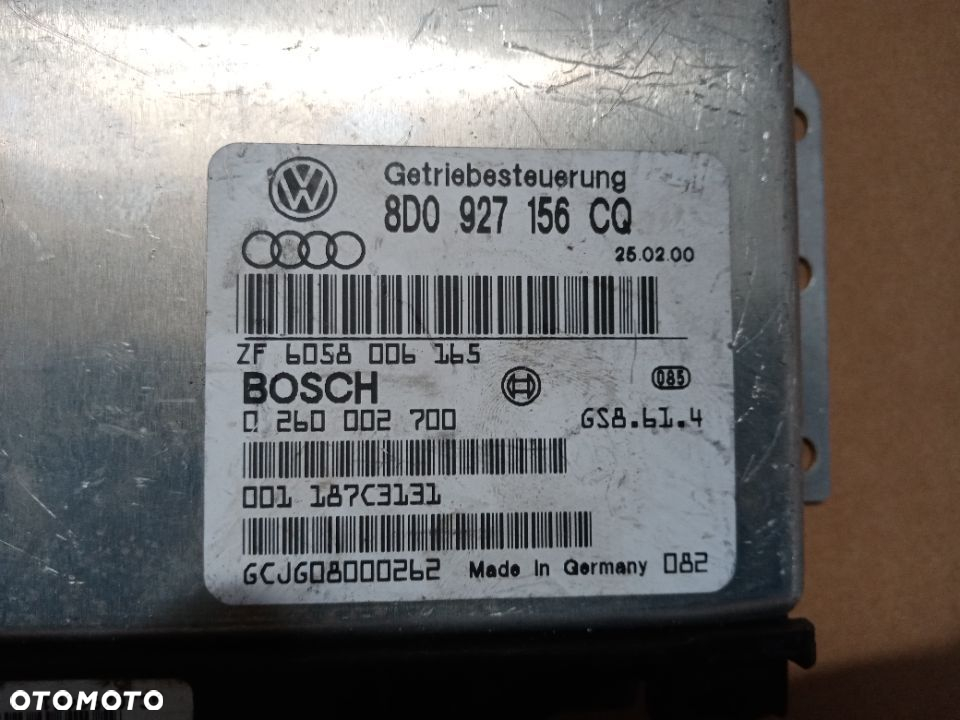 Getriebesteuerung
8D0 927 156 CQ
25.02.00
ZF 6058 006 165
BOSCH
085
0 260 002 700
GS8.61.4
001 187C3131
GCJG08000262 Made in Germany 082
OTOMOTO